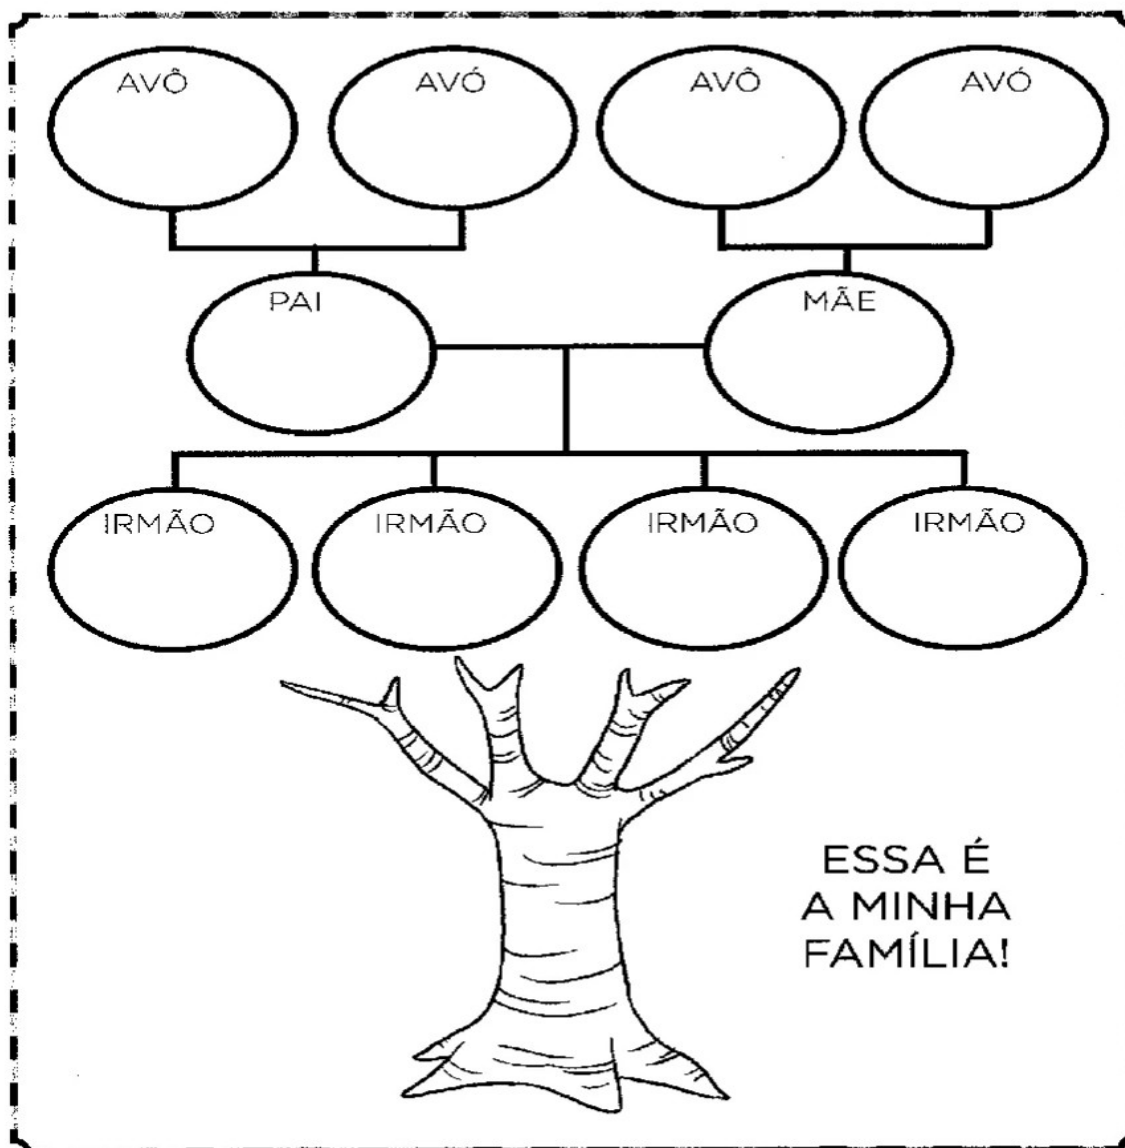 AVÔ AVÓ AVÔ AVÓ
PAI MÃE
IRMÃO IRMÃO IRMÃO IRMÃO
ESSA É
A MINHA
FAMÍLIA!